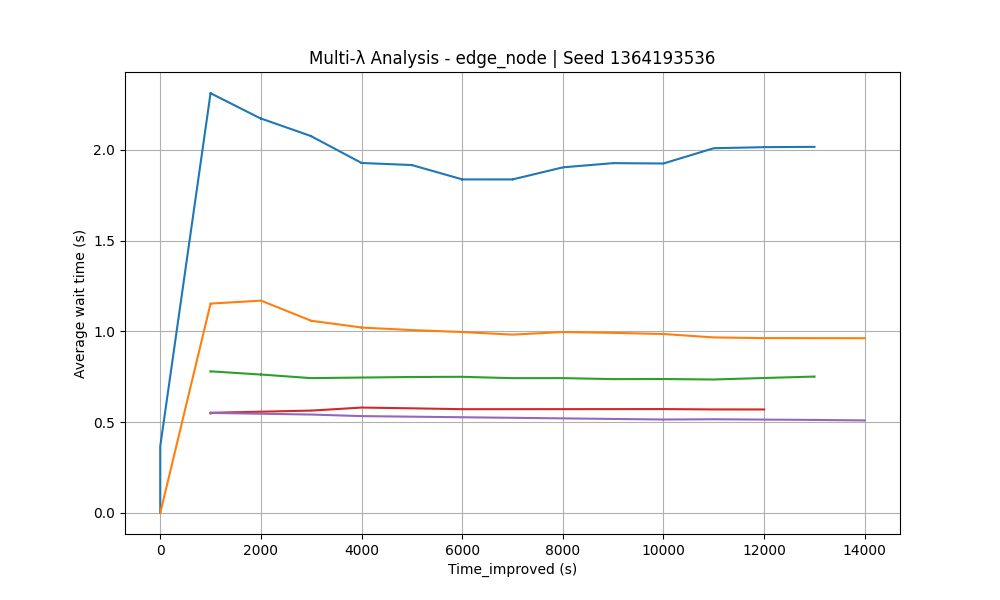 Multi-λ Analysis - edge_node | Seed 1364193536
Average wait time (s)
2.0
1.5
1.0
0.5
0.0
0 2000 4000 6000 8000 10000 12000 14000
Time_improved (s)